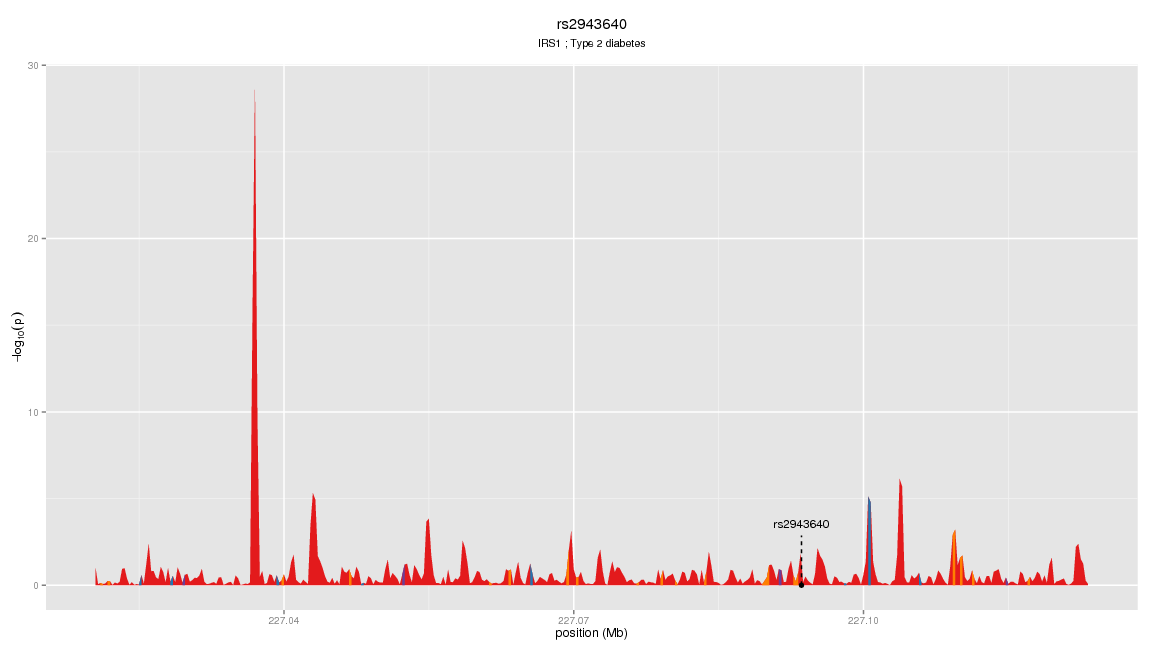 rs2943640
IRS1 ; Type 2 diabetes
30
20
10
0
−log10(p)
rs2943640
227.04
227.07
227.10
position (Mb)